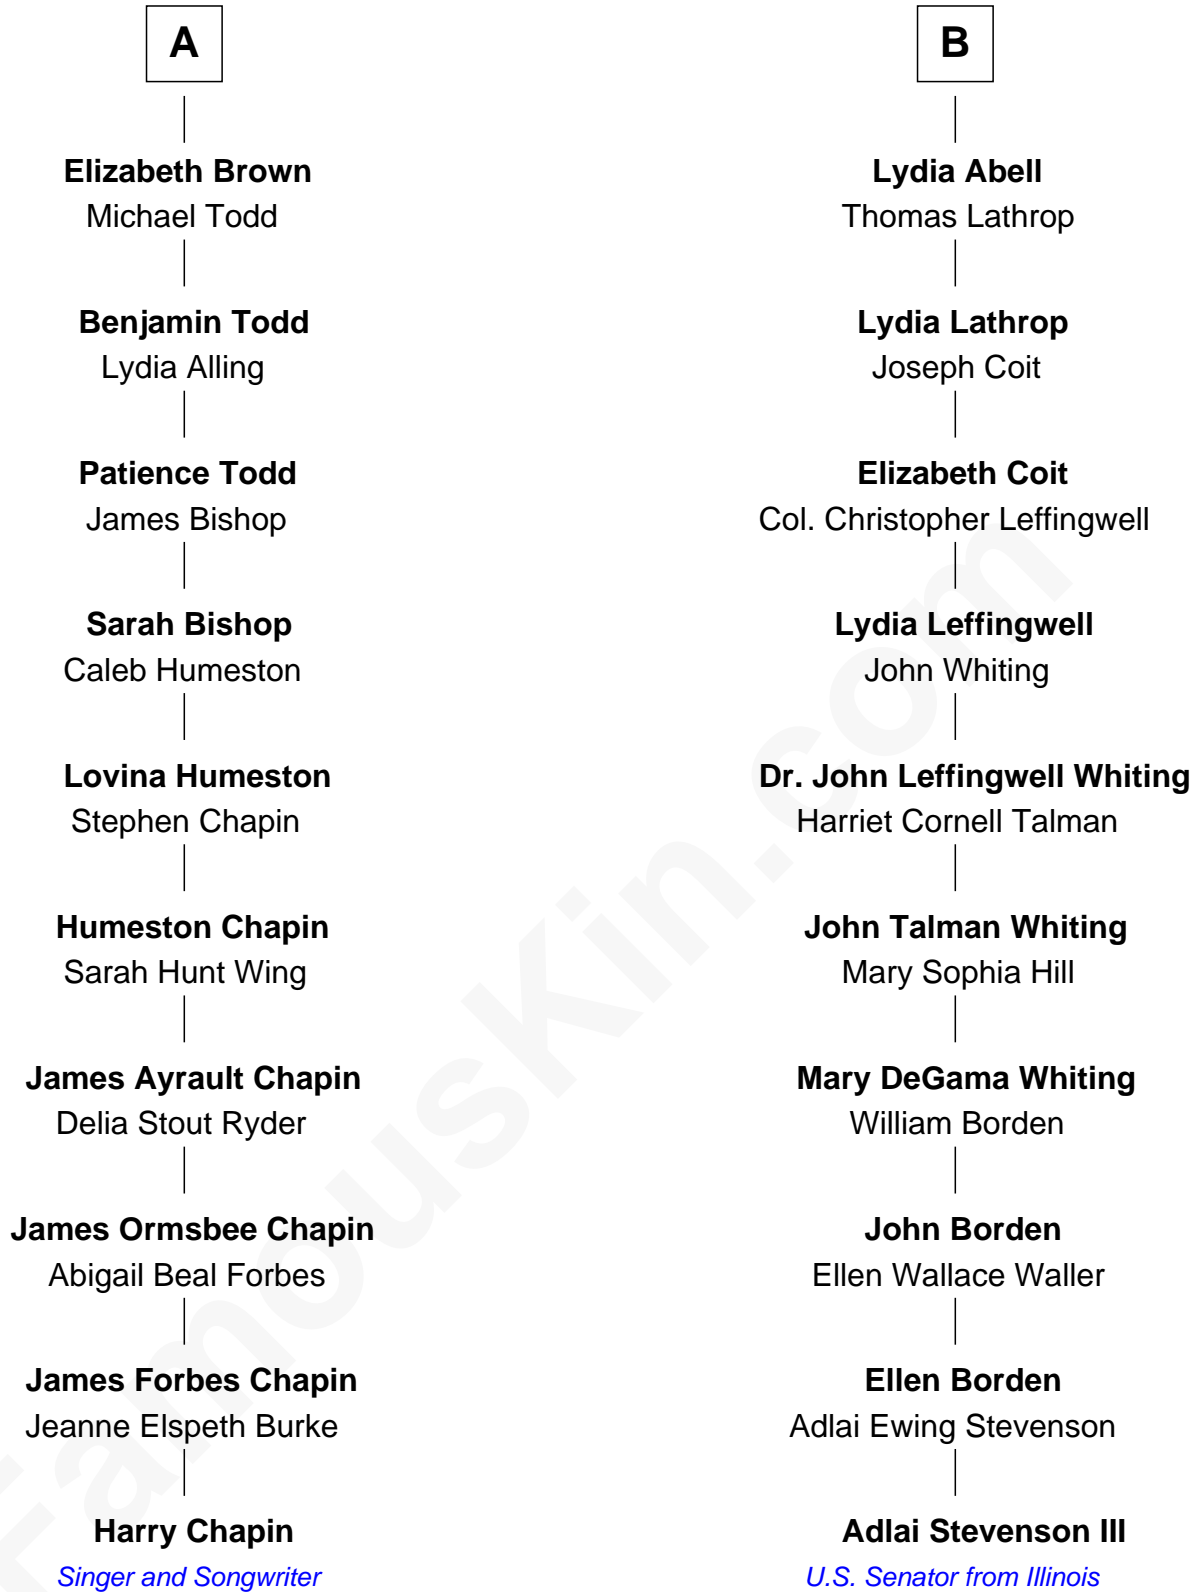 A
Elizabeth Brown
Michael Todd
Benjamin Todd
Lydia Alling
Patience Todd
James Bishop
Sarah Bishop
Caleb Humeston
Lovina Humeston
Stephen Chapin
Humeston Chapin
Sarah Hunt Wing
James Ayrault Chapin
Delia Stout Ryder
James Ormsbee Chapin
Abigail Beal Forbes
James Forbes Chapin
Jeanne Elspeth Burke
Harry Chapin
Singer and Songwriter
B
Lydia Abell
Thomas Lathrop
Lydia Lathrop
Joseph Coit
Elizabeth Coit
Col. Christopher Leffingwell
Lydia Leffingwell
John Whiting
Dr. John Leffingwell Whiting
Harriet Cornell Talman
John Talman Whiting
Mary Sophia Hill
Mary DeGama Whiting
William Borden
John Borden
Ellen Wallace Waller
Ellen Borden
Adlai Ewing Stevenson
Adlai Stevenson III
U.S. Senator from Illinois
FamousKin.com